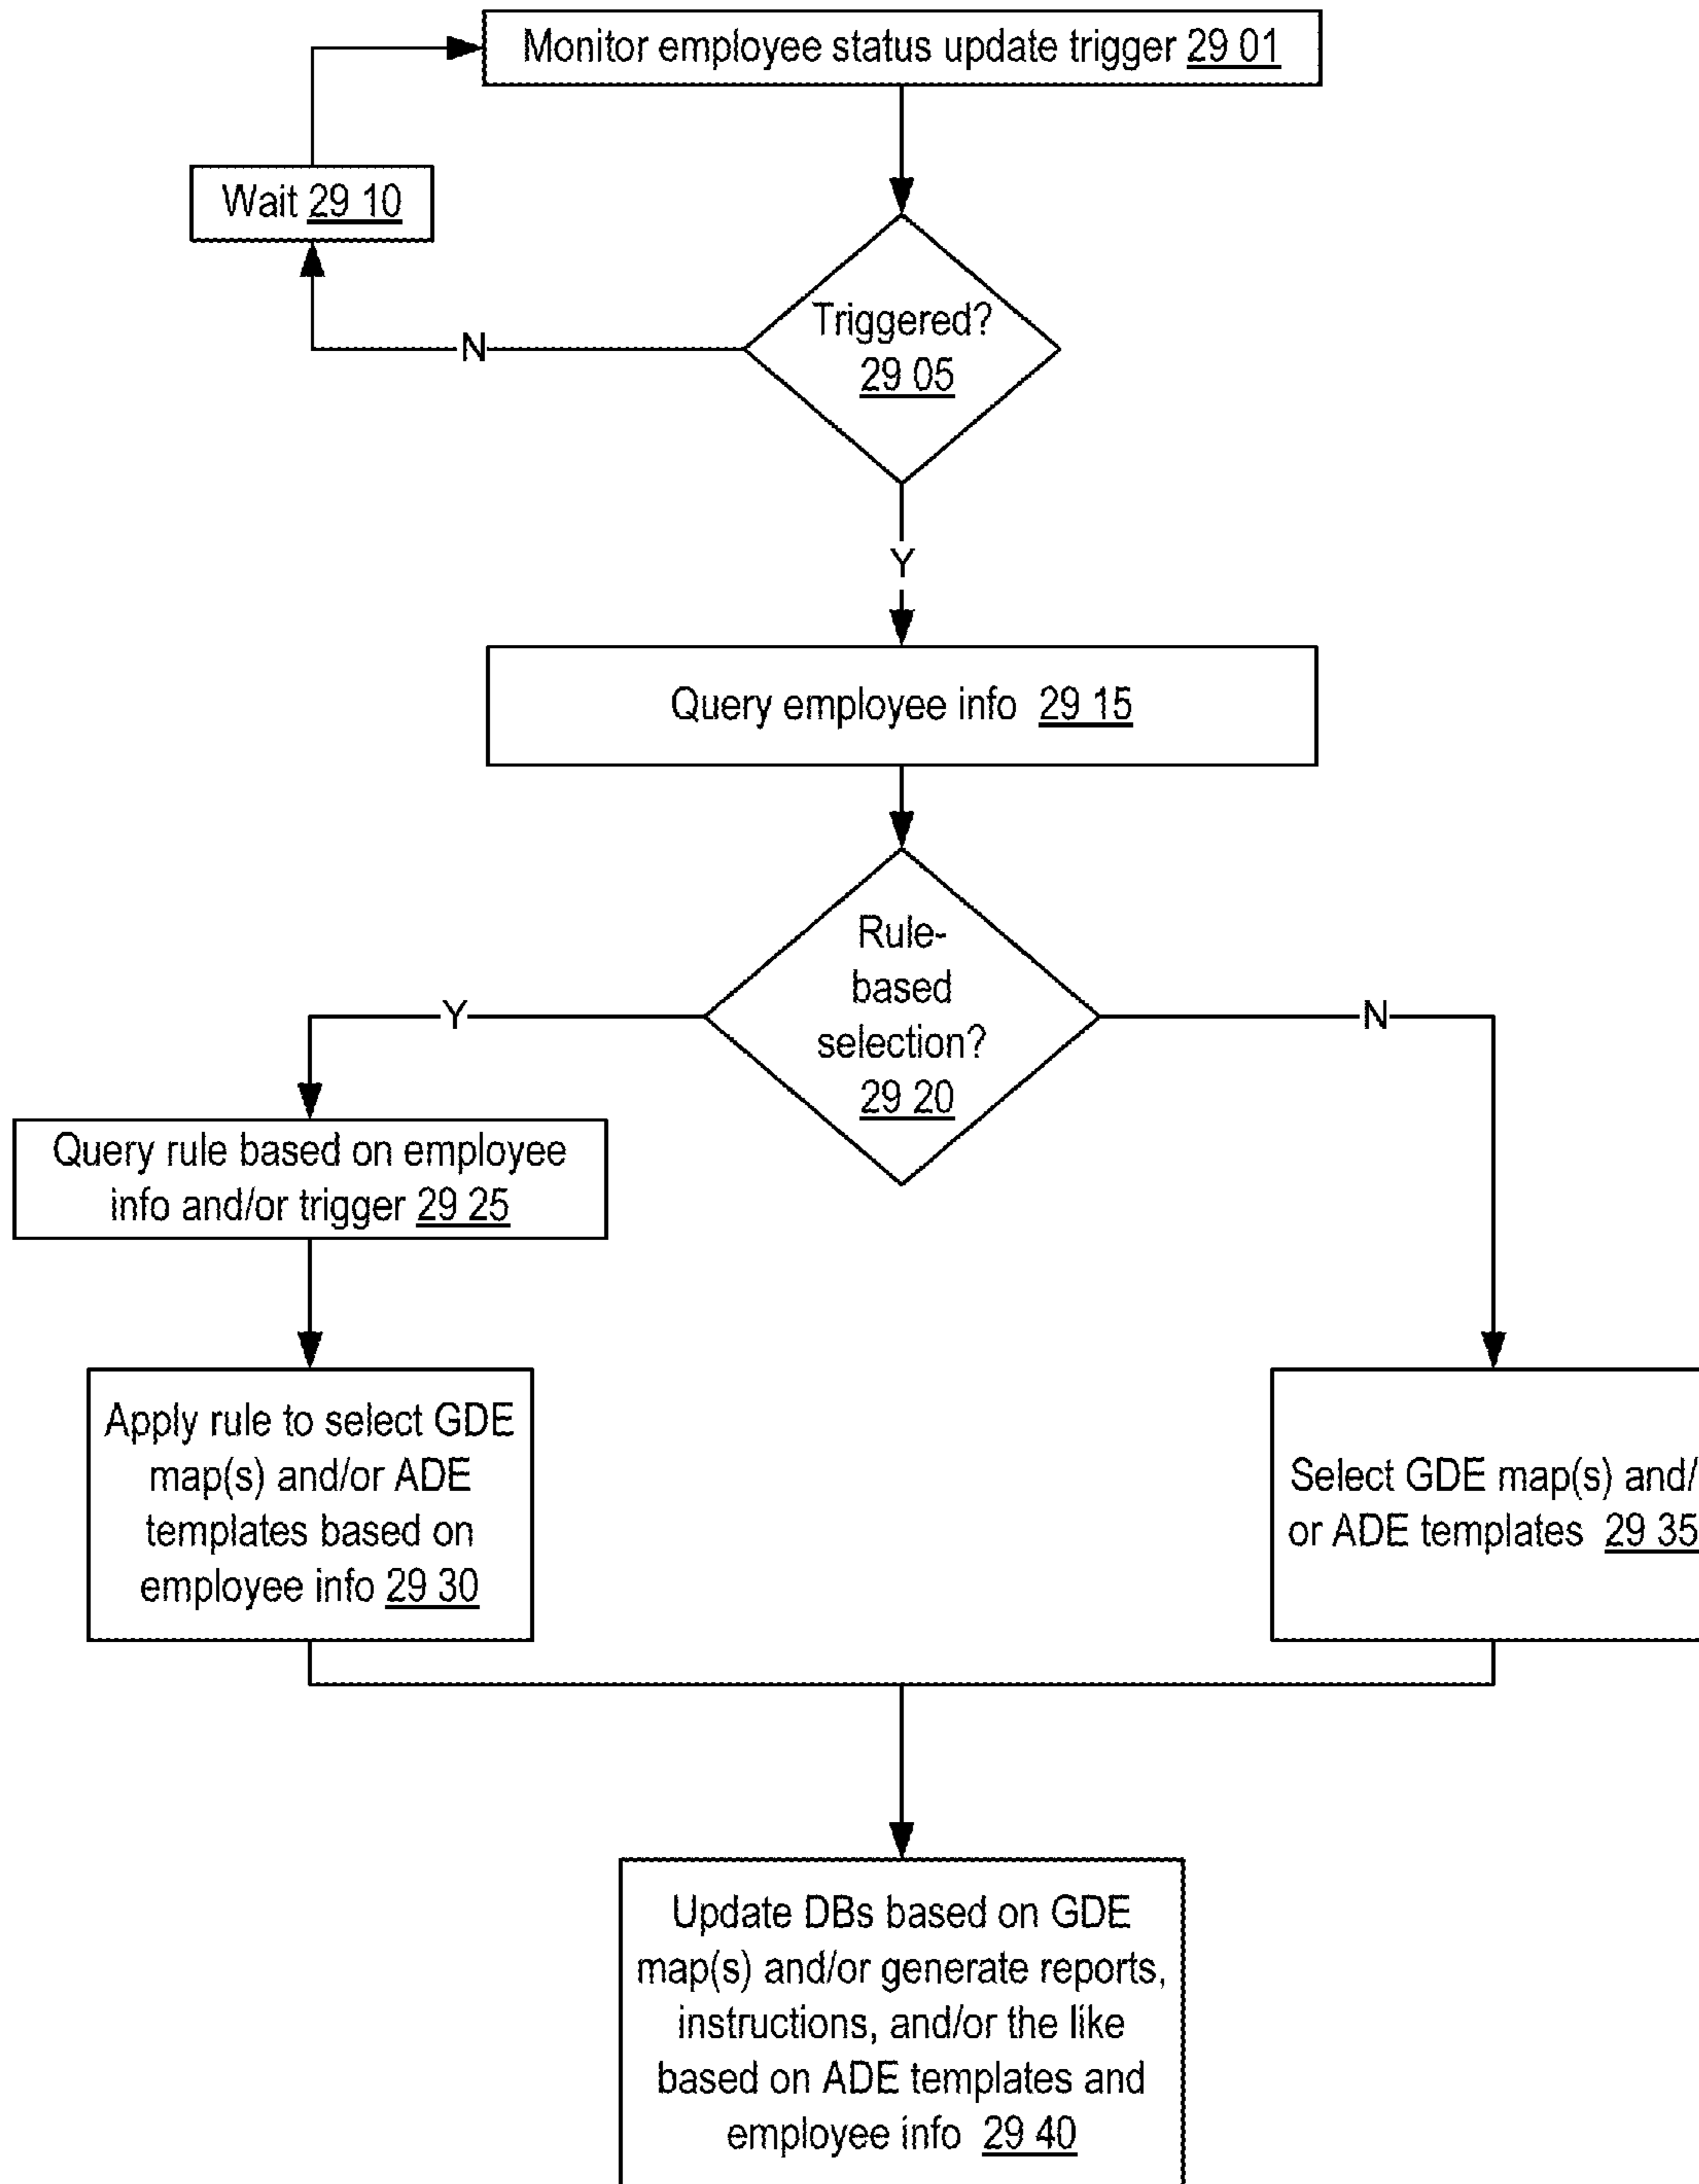 Monitor employee status update trigger 29 01
Wait 29 10
Triggered?
29 05
N
Y
Query employee info 29 15
Rule-
based
selection?
29 20
Y
N
Query rule based on employee
info and/or trigger 29 25
Apply rule to select GDE
map(s) and/or ADE
templates based on
employee info 29 30
Select GDE map(s) and/
or ADE templates 29 35
Update DBs based on GDE
map(s) and/or generate reports,
instructions, and/or the like
based on ADE templates and
employee info 29 40